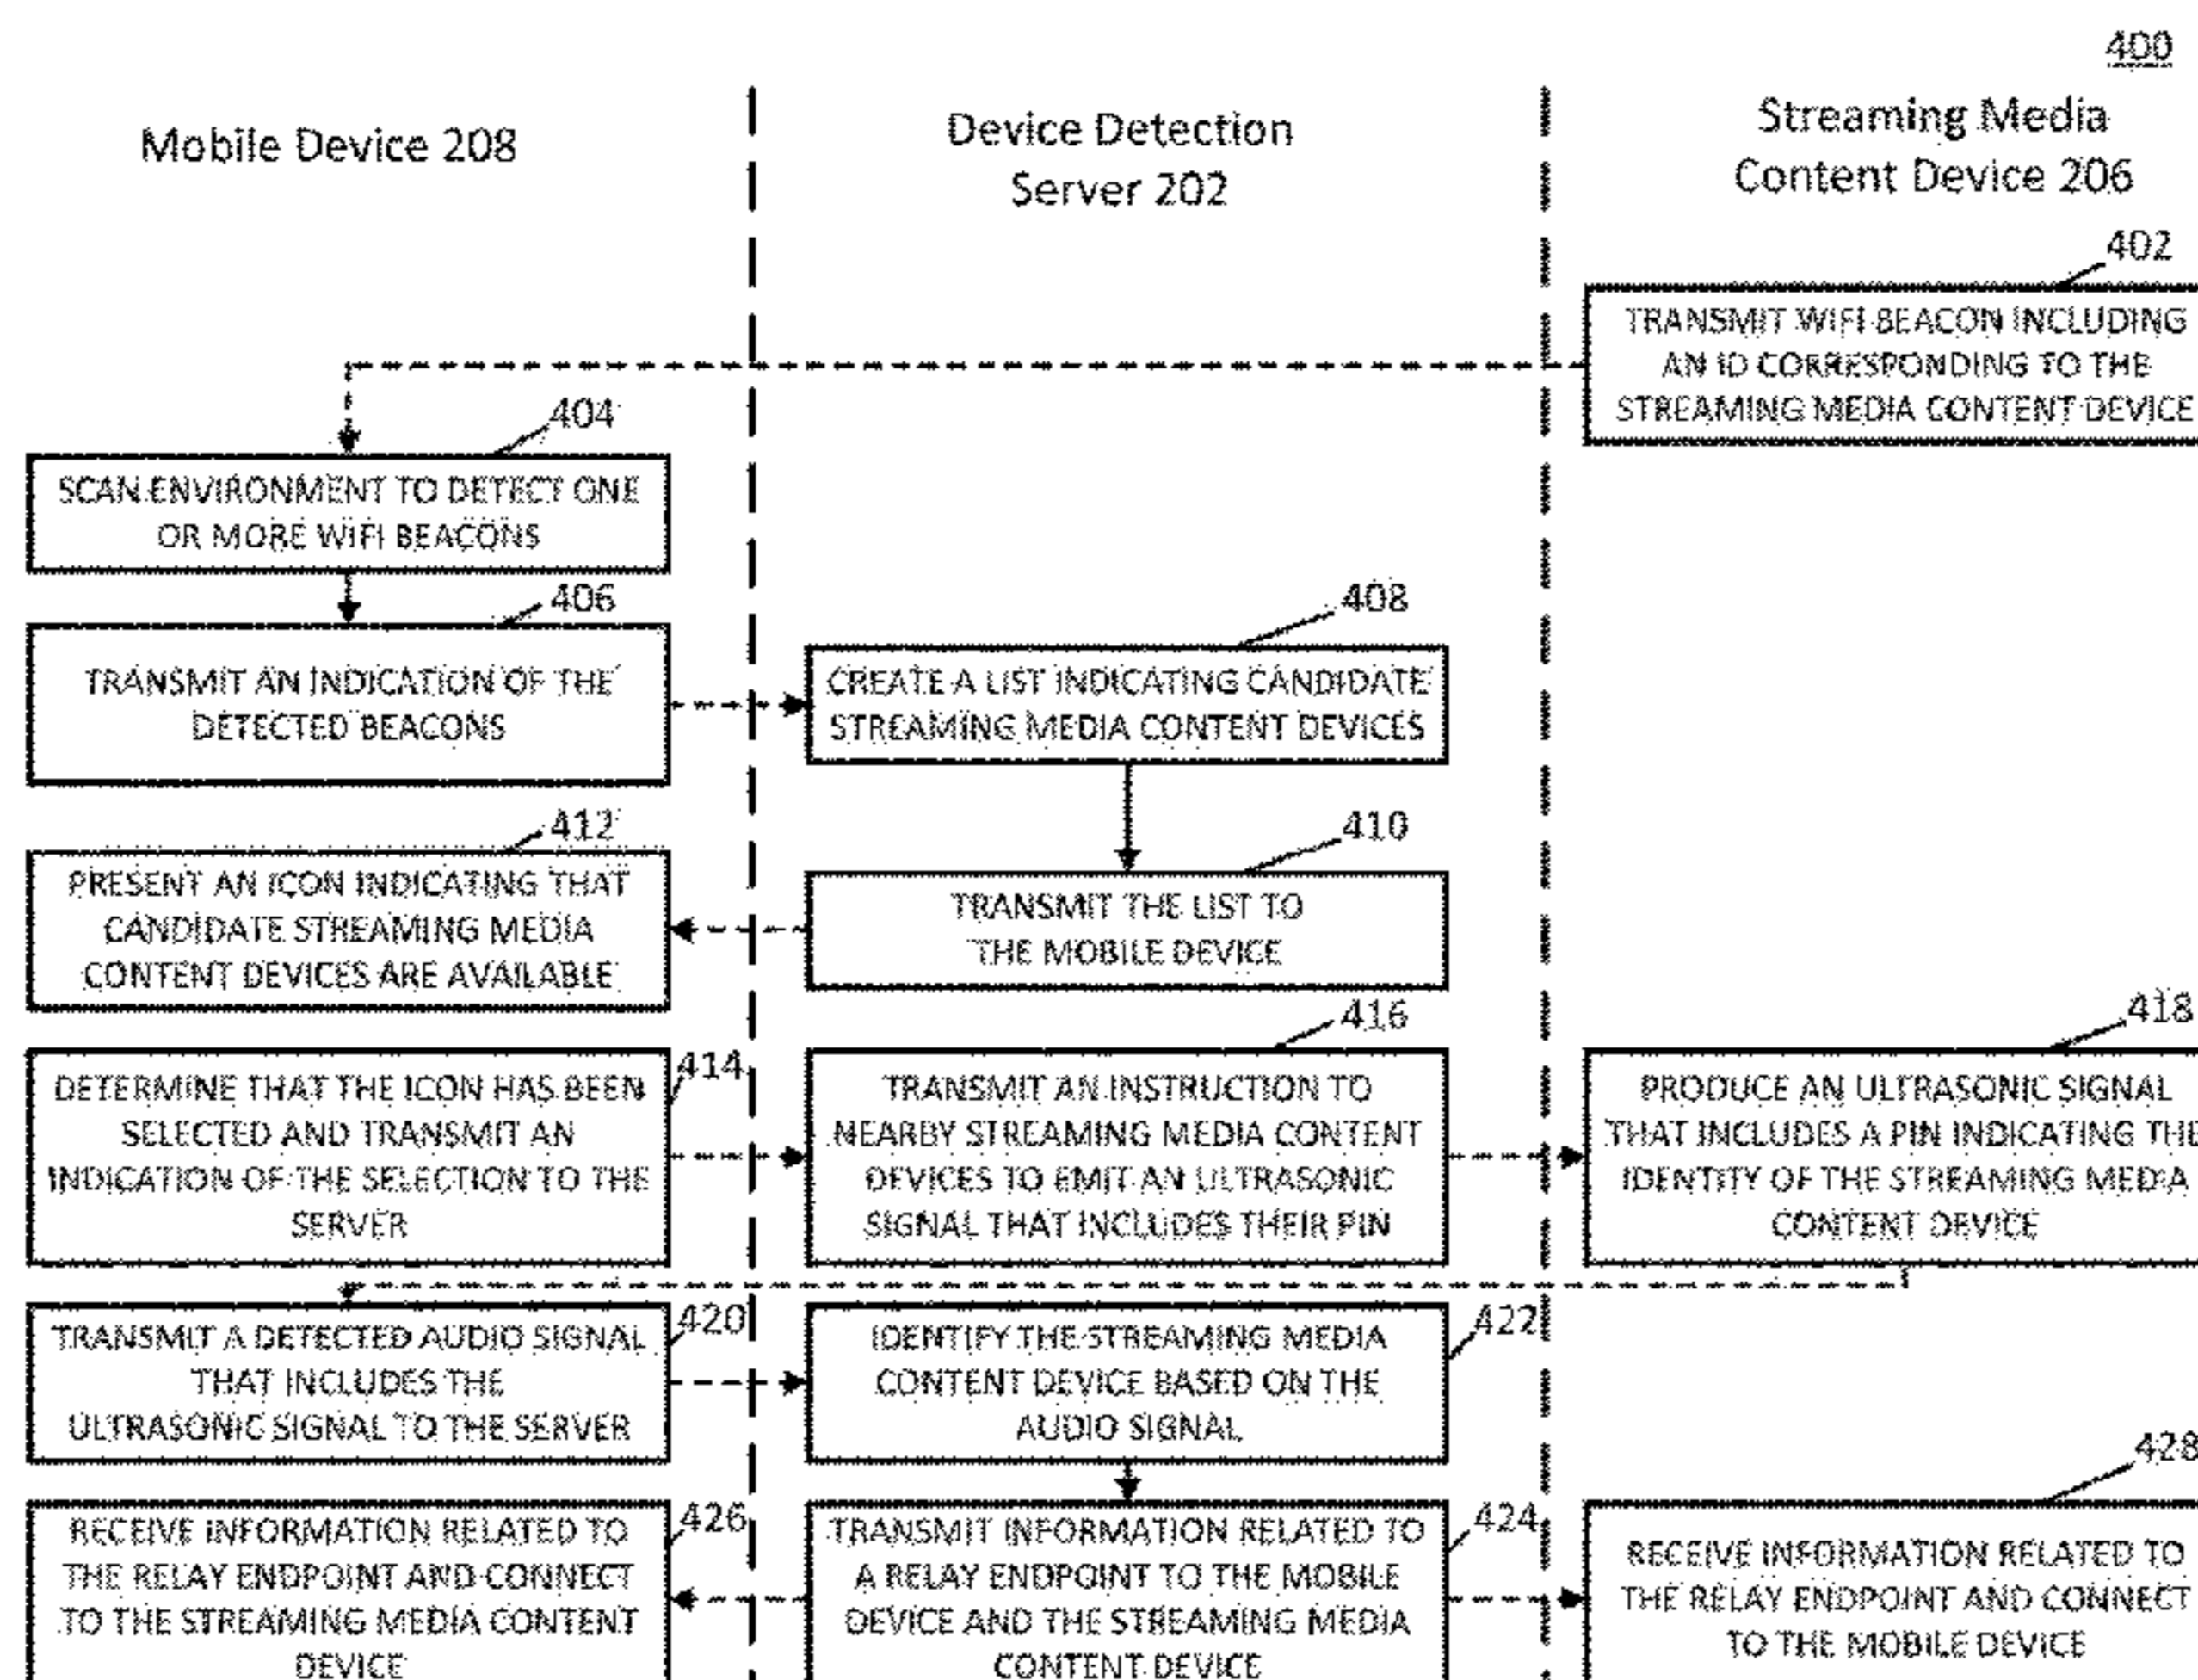 400
Mobile Device 208
Device Detection
Server 202
Streaming Media
Content Device 206
402
TRANSMIT WIFI BEACON INCLUDING
AN ID CORRESPONDING TO THE
STREAMING MEDIA CONTENT DEVICE
404
SCAN ENVIRONMENT TO DETECT ONE
OR MORE WIFI BEACONS
406
TRANSMIT AN INDICATION OF THE
DETECTED BEACONS
408
CREATE A LIST INDICATING CANDIDATE
STREAMING MEDIA CONTENT DEVICES
410
TRANSMIT THE LIST TO
THE MOBILE DEVICE
412
PRESENT AN ICON INDICATING THAT
CANDIDATE STREAMING MEDIA
CONTENT DEVICES ARE AVAILABLE
414
DETERMINE THAT THE ICON HAS BEEN
SELECTED AND TRANSMIT AN
INDICATION OF THE SELECTION TO THE
SERVER
416
TRANSMIT AN INSTRUCTION TO
NEARBY STREAMING MEDIA CONTENT
DEVICES TO EMIT AN ULTRASONIC
SIGNAL THAT INCLUDES THEIR PIN
418
PRODUCE AN ULTRASONIC SIGNAL
THAT INCLUDES A PIN INDICATING THE
IDENTITY OF THE STREAMING MEDIA
CONTENT DEVICE
420
TRANSMIT A DETECTED AUDIO SIGNAL
THAT INCLUDES THE
ULTRASONIC SIGNAL TO THE SERVER
422
IDENTIFY THE STREAMING MEDIA
CONTENT DEVICE BASED ON THE
AUDIO SIGNAL
426
RECEIVE INFORMATION RELATED TO
THE RELAY ENDPOINT AND CONNECT
TO THE STREAMING MEDIA CONTENT
DEVICE
424
TRANSMIT INFORMATION RELATED TO
A RELAY ENDPOINT TO THE MOBILE
DEVICE AND THE STREAMING MEDIA
CONTENT DEVICE
428
RECEIVE INFORMATION RELATED TO
THE RELAY ENDPOINT AND CONNECT
TO THE MOBILE DEVICE